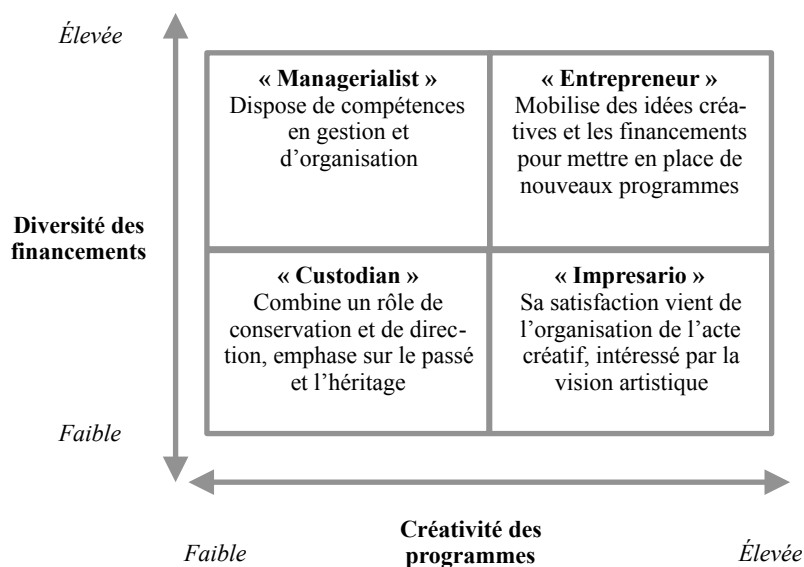 Élevée
« Managerialist »
Dispose de compétences
en gestion et
d’organisation
« Entrepreneur »
Mobilise des idées créa-
tives et les financements
pour mettre en place de
nouveaux programmes
Diversité des
financements
« Custodian »
Combine un rôle de
conservation et de direc-
tion, emphase sur le passé
et l’héritage
« Impresario »
Sa satisfaction vient de
l’organisation de l’acte
créatif, intéressé par la
vision artistique
Faible
Créativité des
programmes
Faible
Élevée